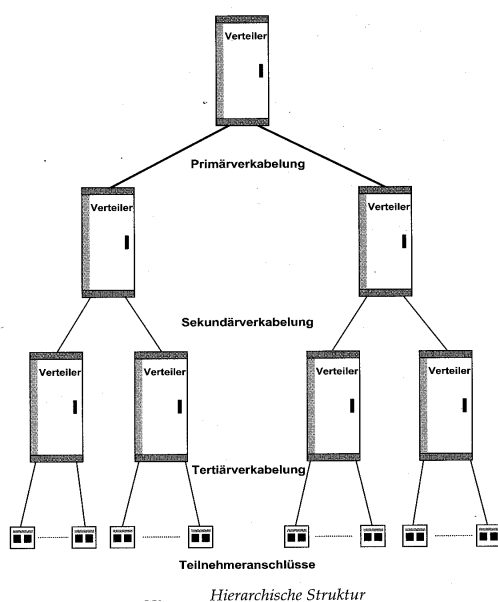 Verteiler
Primärverkabelung
Verteiler
Verteiler
Sekundärverkabelung
Verteiler
Verteiler
Verteiler
Verteiler
Tertiärverkabelung
Teilnehmeranschlüsse
Hierarchische Struktur